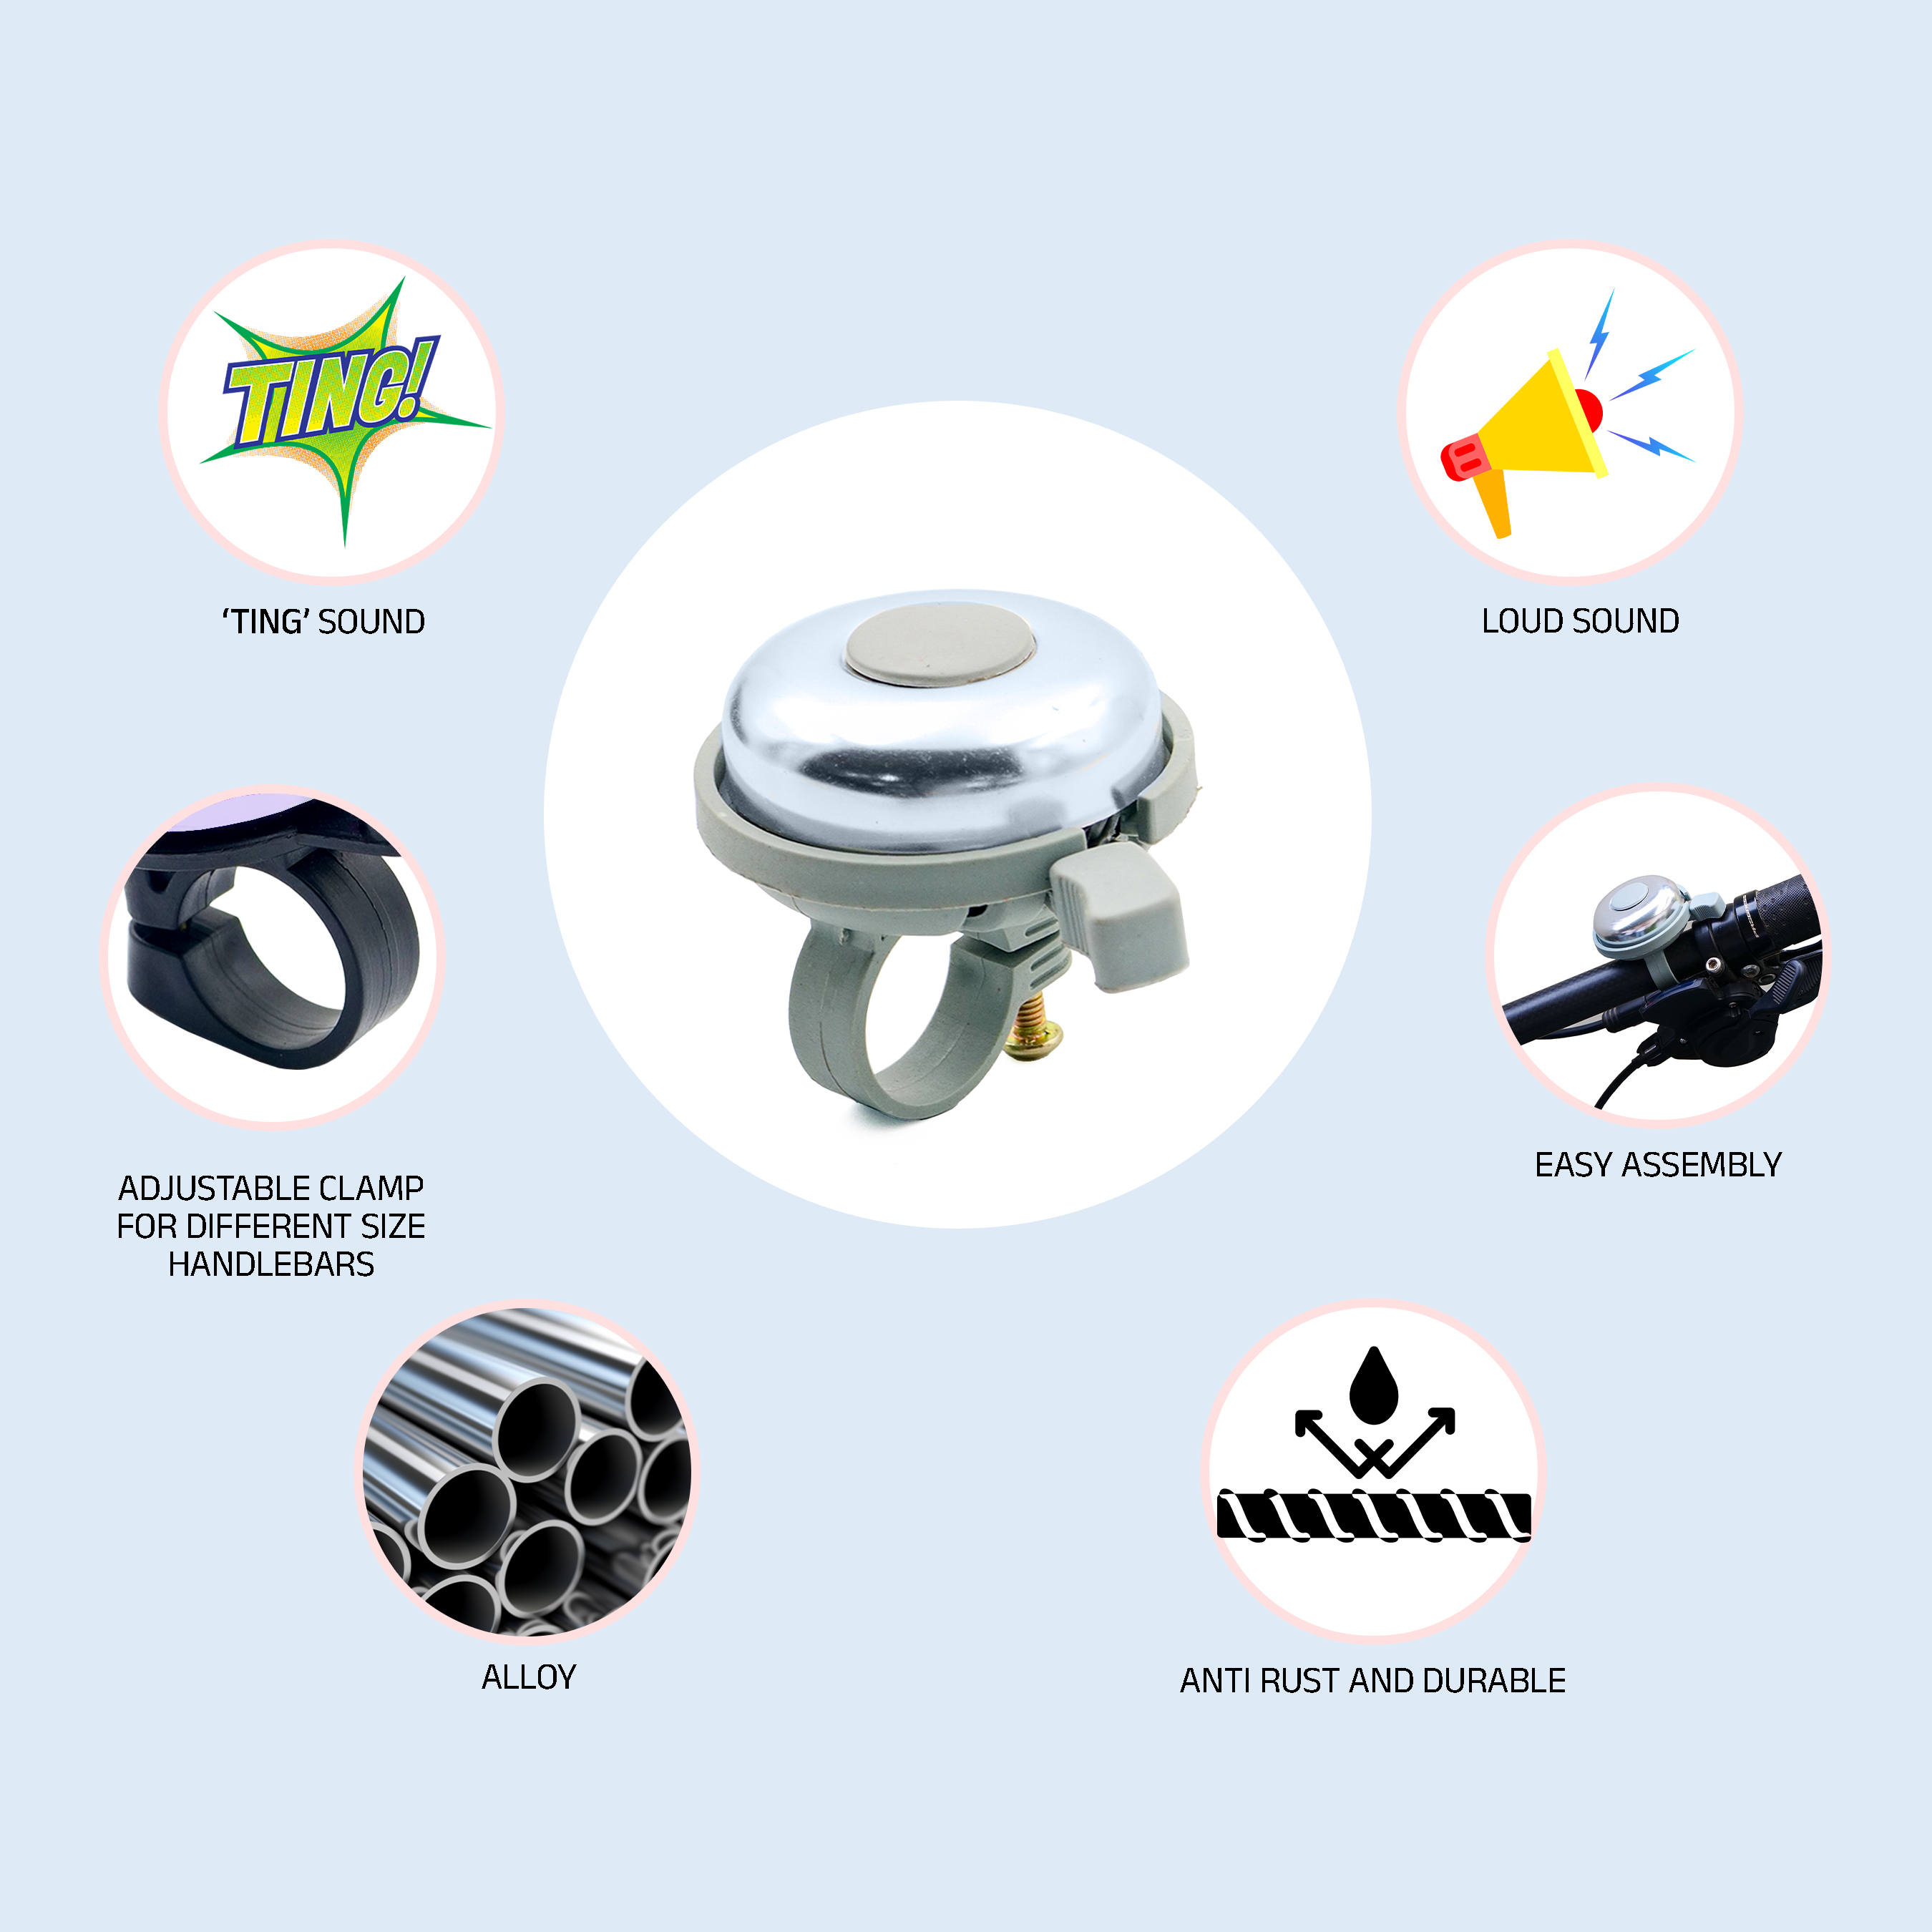 TING!
‘TING’ SOUND
LOUD SOUND
ADJUSTABLE CLAMP
FOR DIFFERENT SIZE
HANDLEBARS
EASY ASSEMBLY
ALLOY
ANTI RUST AND DURABLE